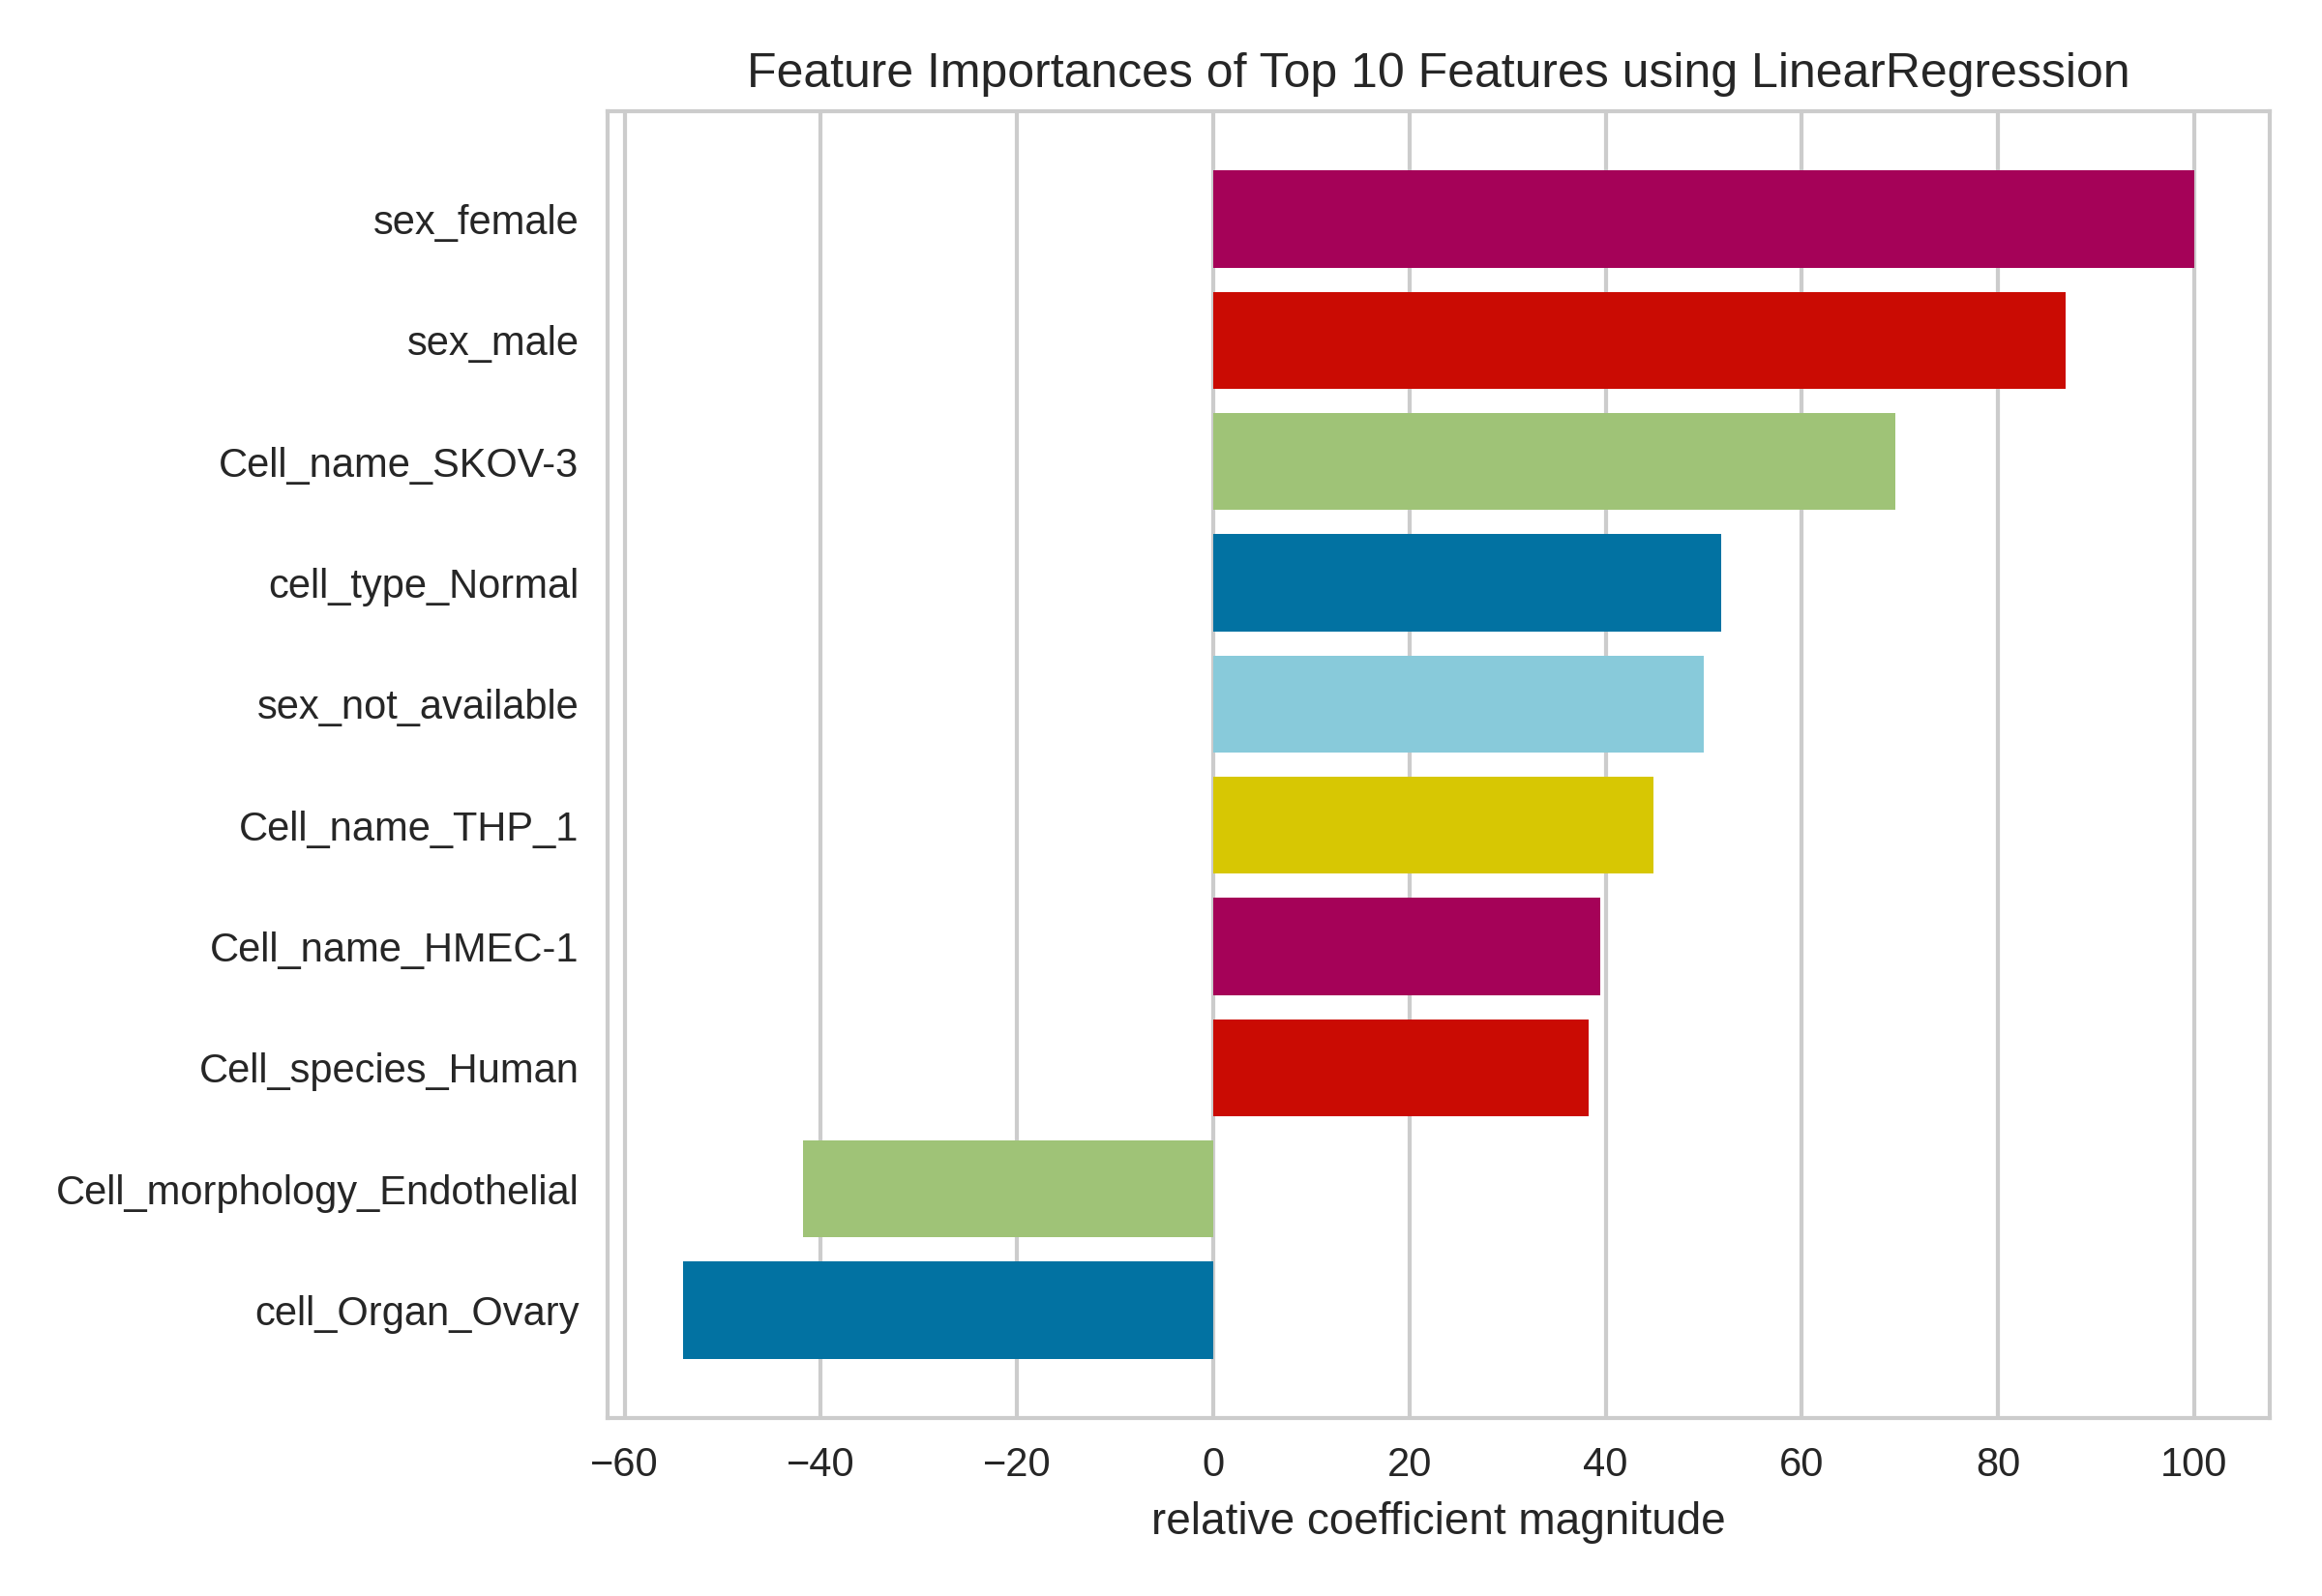 Feature Importances of Top 10 Features using LinearRegression
sex_female
sex_male
Cell_name_SKOV-3
cell_type_Normal
sex_not_available
Cell_name_THP_1
Cell_name_HMEC-1
Cell_species_Human
Cell_morphology_Endothelial
cell_Organ_Ovary
−60 −40 −20 0 20 40 60 80 100
relative coefficient magnitude